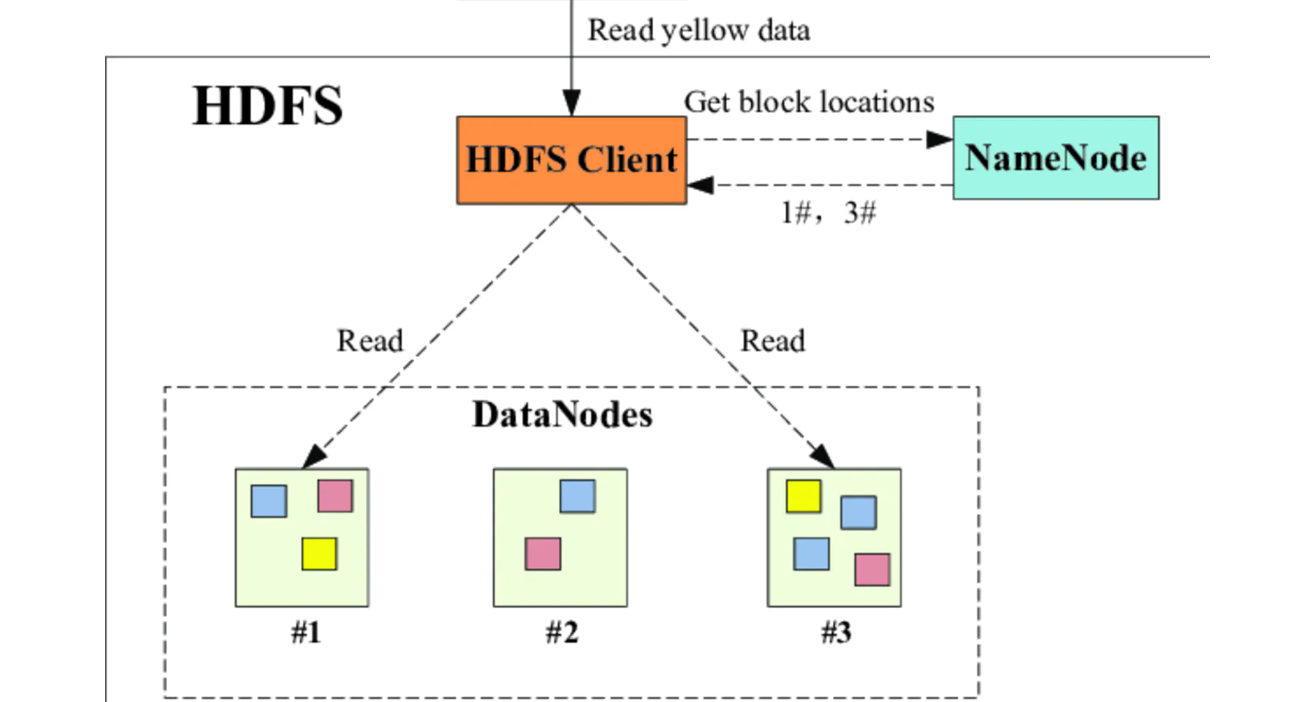 Read yellow data
HDFS
Get block locations
HDFS Client
NameNode
1#，3#
Read
Read
DataNodes
#1
#2
#3